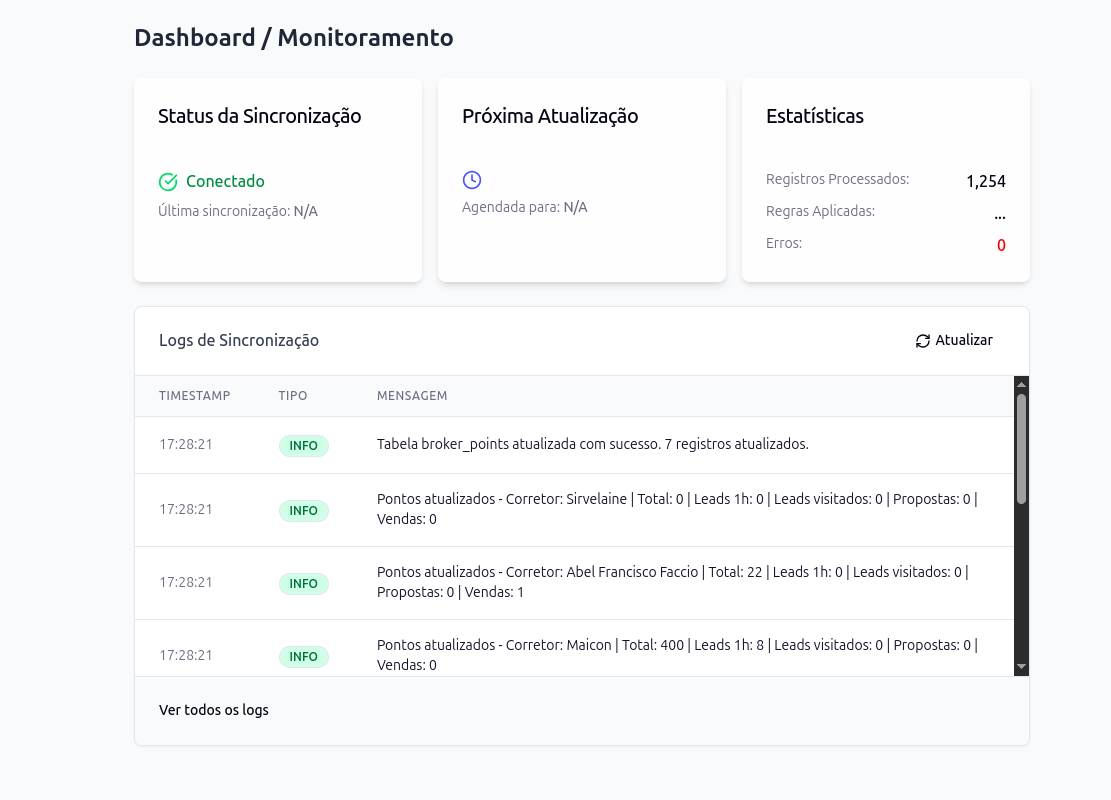 Dashboard / Monitoramento
Status da Sincronização
Conectado
Última sincronização: N/A
Próxima Atualização
Agendada para: N/A
Estatísticas
Registros Processados: 1,254
Regras Aplicadas: ...
Erros: 0
Logs de Sincronização
Atualizar
TIMESTAMP TIPO MENSAGEM
17:28:21 INFO Tabela broker_points atualizada com sucesso. 7 registros atualizados.
17:28:21 INFO Pontos atualizados - Corretor: Sirvelaine | Total: 0 | Leads 1h: 0 | Leads visitados: 0 | Propostas: 0 |
Vendas: 0
17:28:21 INFO Pontos atualizados - Corretor: Abel Francisco Faccio | Total: 22 | Leads 1h: 0 | Leads visitados: 0 |
Propostas: 0 | Vendas: 1
17:28:21 INFO Pontos atualizados - Corretor: Maicon | Total: 400 | Leads 1h: 8 | Leads visitados: 0 | Propostas: 0 |
Vendas: 0
Ver todos os logs